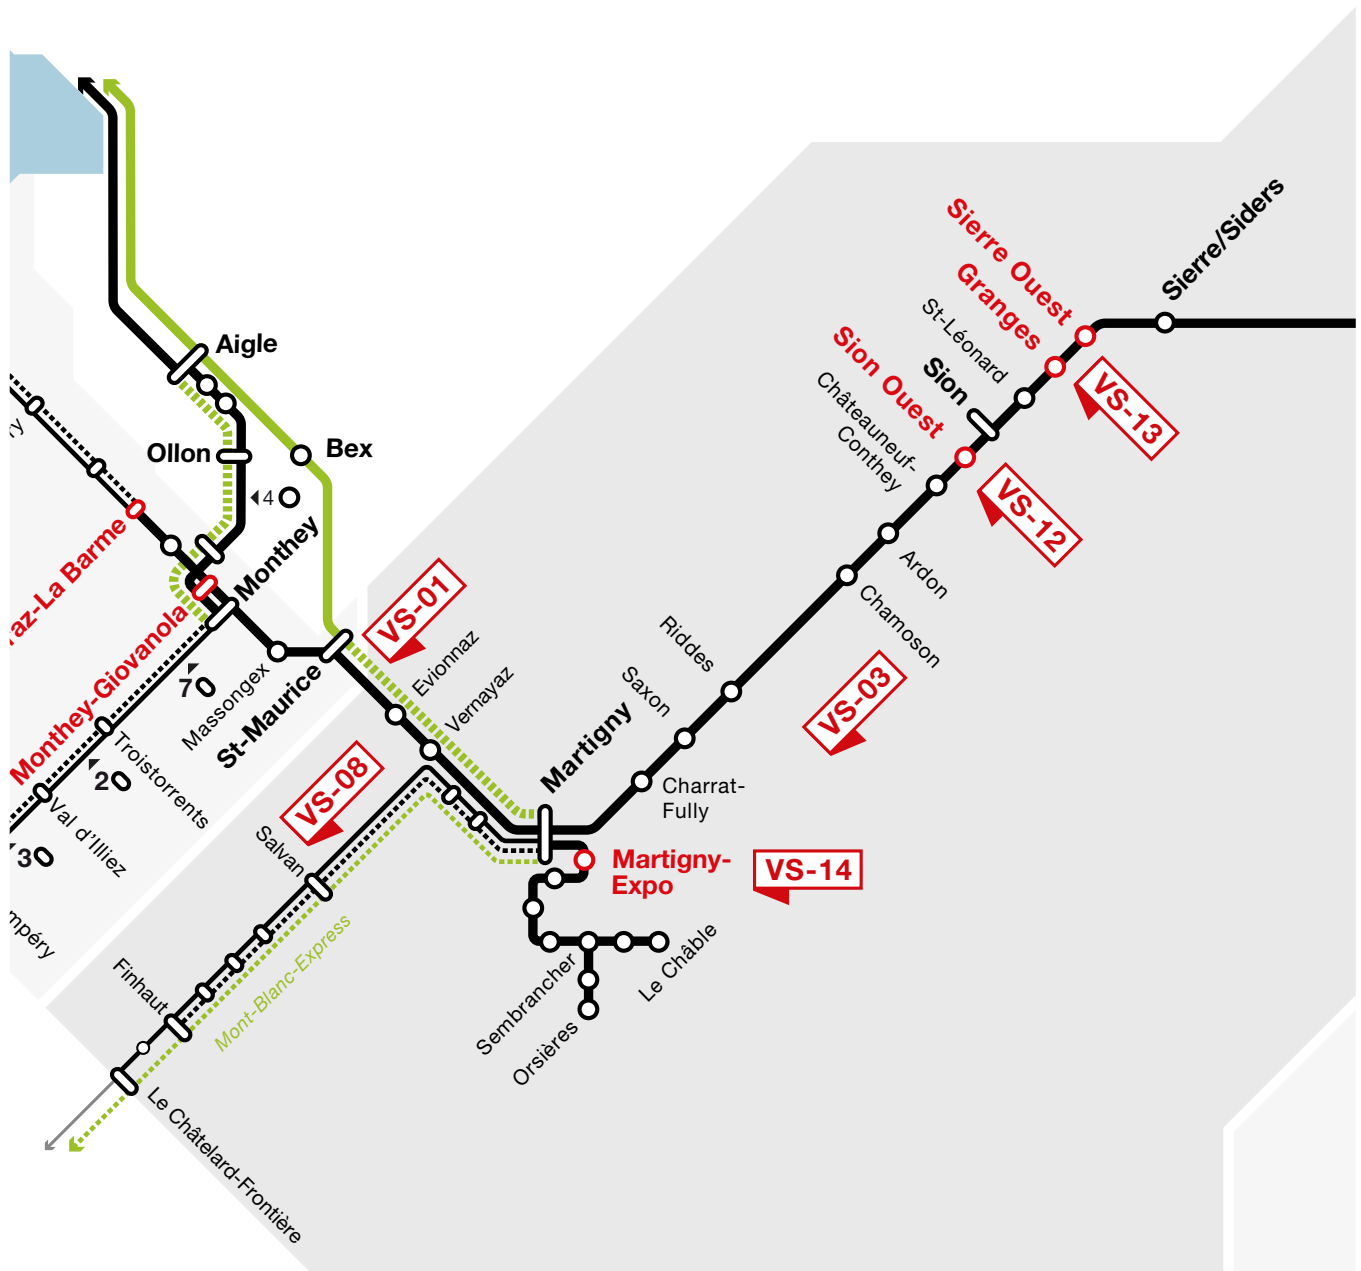 Sierre/Siders
Sierre Ouest
Granges
St-Léonard
Sion
Sion Ouest
Châteauneuf-
Conthey
VS-13
VS-12
Aigle
Ollon
Bex
4
Monthey
Monthey-Giovanola
7
Massongex
St-Maurice
VS-01
Evionnaz
Vernayaz
Martigny
Ardon
Chamoson
Riddes
Saxon
VS-03
Charrat-
Fully
Troistorrents
2
Val d'Illiez
3
VS-08
Salvan
Martigny-
Expo
VS-14
Mont-Blanc-Express
Finhaut
Sembrancher
Le Châble
Orsières
Le Châtelard-Frontière